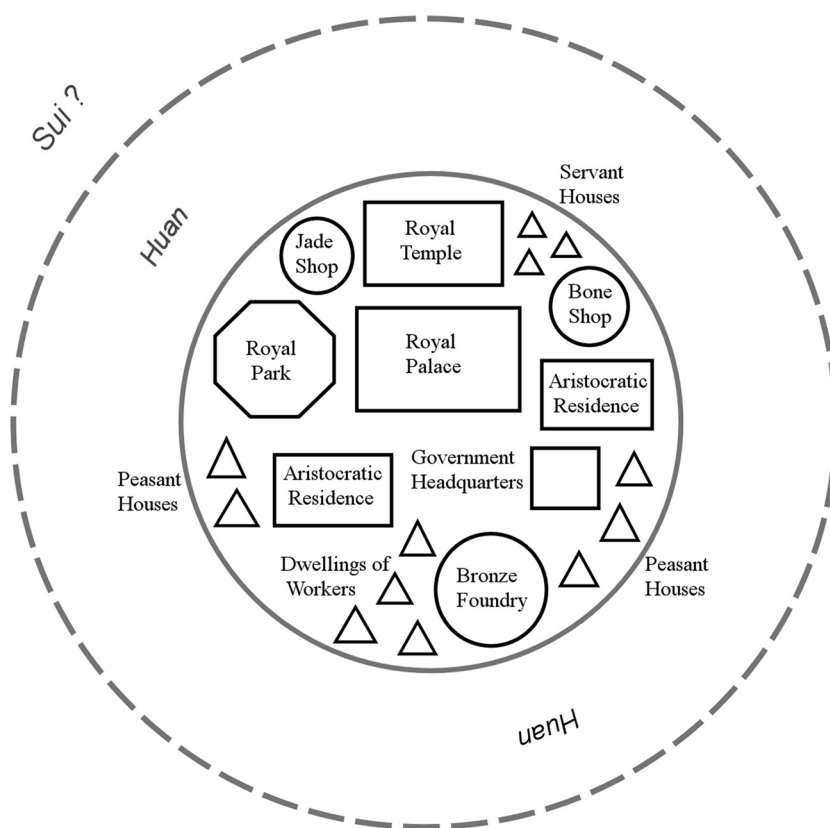 Sui ?
Huan
Servant
Houses
Jade
Shop
Royal
Temple
Bone
Shop
Royal
Park
Royal
Palace
Aristocratic
Residence
Peasant
Houses
Aristocratic
Residence
Government
Headquarters
Dwellings of
Workers
Bronze
Foundry
Peasant
Houses
Huan